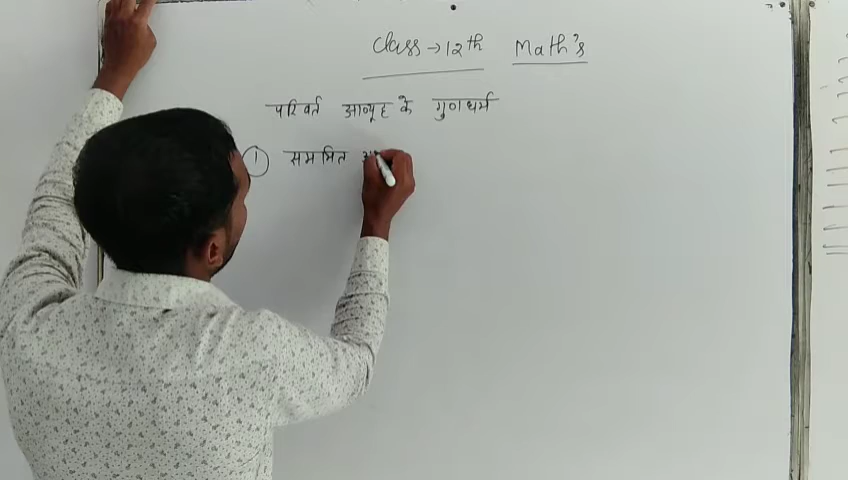 Class → 12th Math's
परिवर्त आव्यूह के गुणधर्म
① सममित